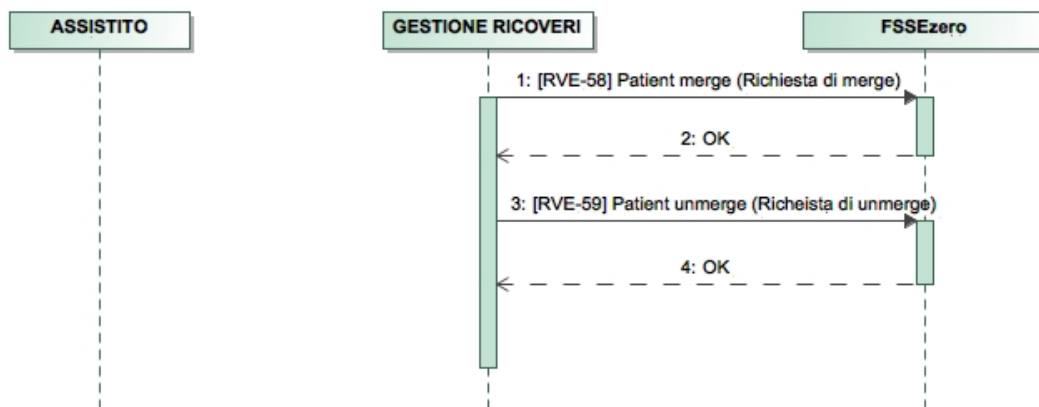 ASSISTITO
GESTIONE RICOVERI
FSSEzero
1: [RVE-58] Patient merge (Richiesta di merge)
2: OK
3: [RVE-59] Patient unmerge (Richeista di unmerge)
4: OK